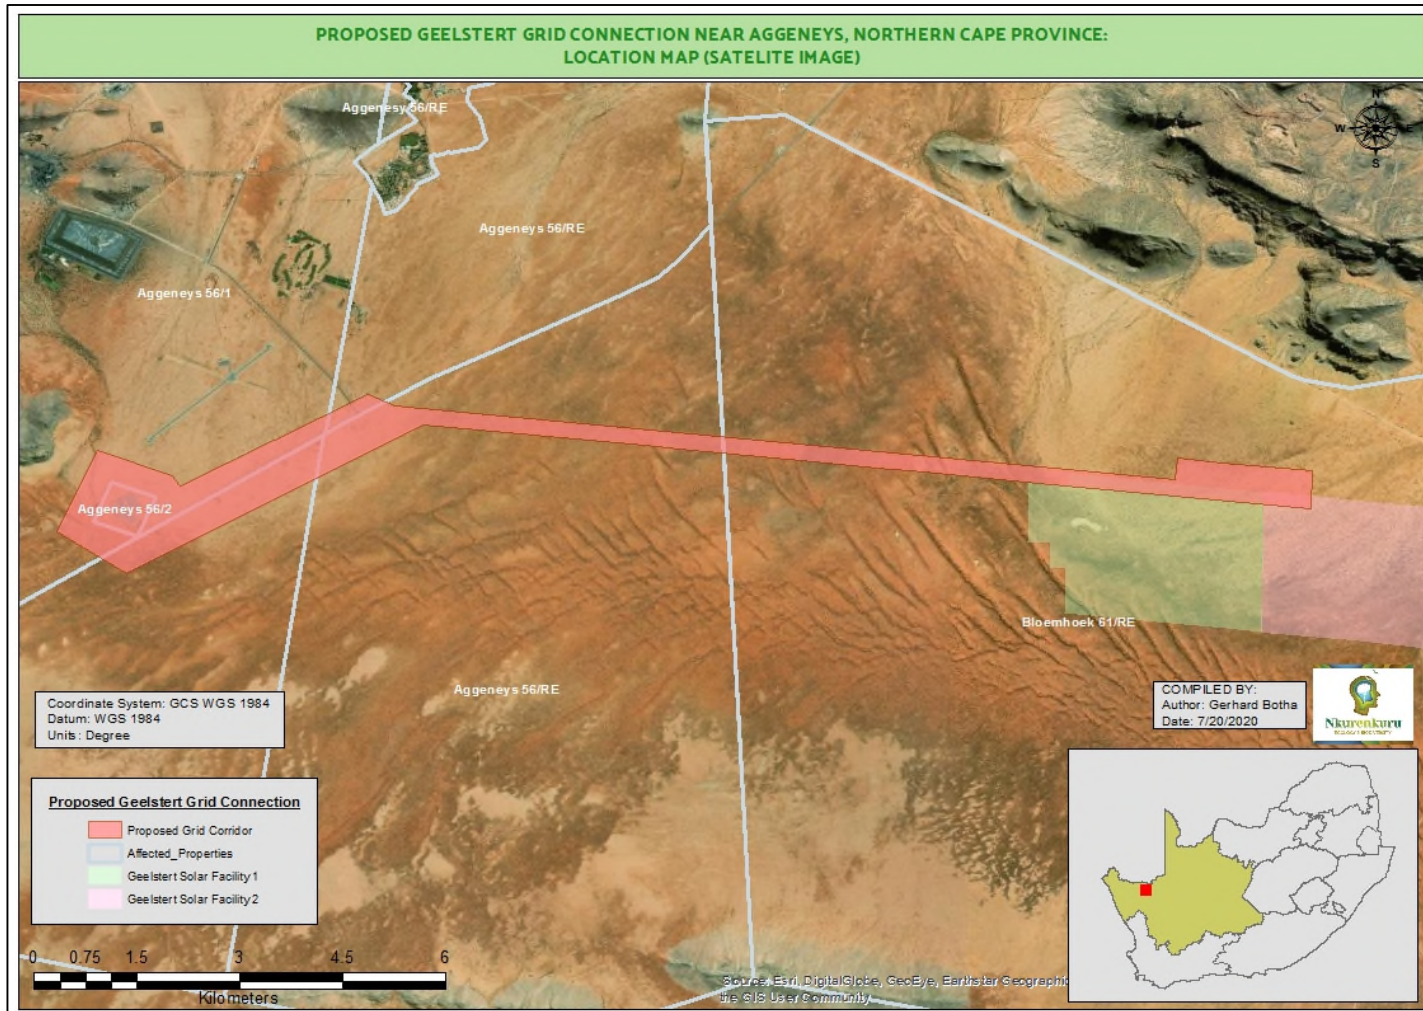 PROPOSED GEELSTERT GRID CONNECTION NEAR AGGENEYS, NORTHERN CAPE PROVINCE:
LOCATION MAP (SATELITE IMAGE)
Aggenesy 56/RE
N
W E
S
Aggeneys 56/RE
Aggeneys 56/1
Aggeneys 56/2
Bloemhoek 61/RE
Aggeneys 56/RE
Coordinate System: GCS WGS 1984
Datum: WGS 1984
Units: Degree
COMPILED BY:
Author: Gerhard Botha
Date: 7/20/2020
Nkurenkuru
Proposed Geelstert Grid Connection
Proposed Grid Corridor
Affected_Properties
Geelstert Solar Facility 1
Geelstert Solar Facility 2
0 0.75 1.5 3 4.5 6
Kilometers
Source: Esri, DigitalGlobe, GeoEye, Earthstar Geographic
the GIS User Community